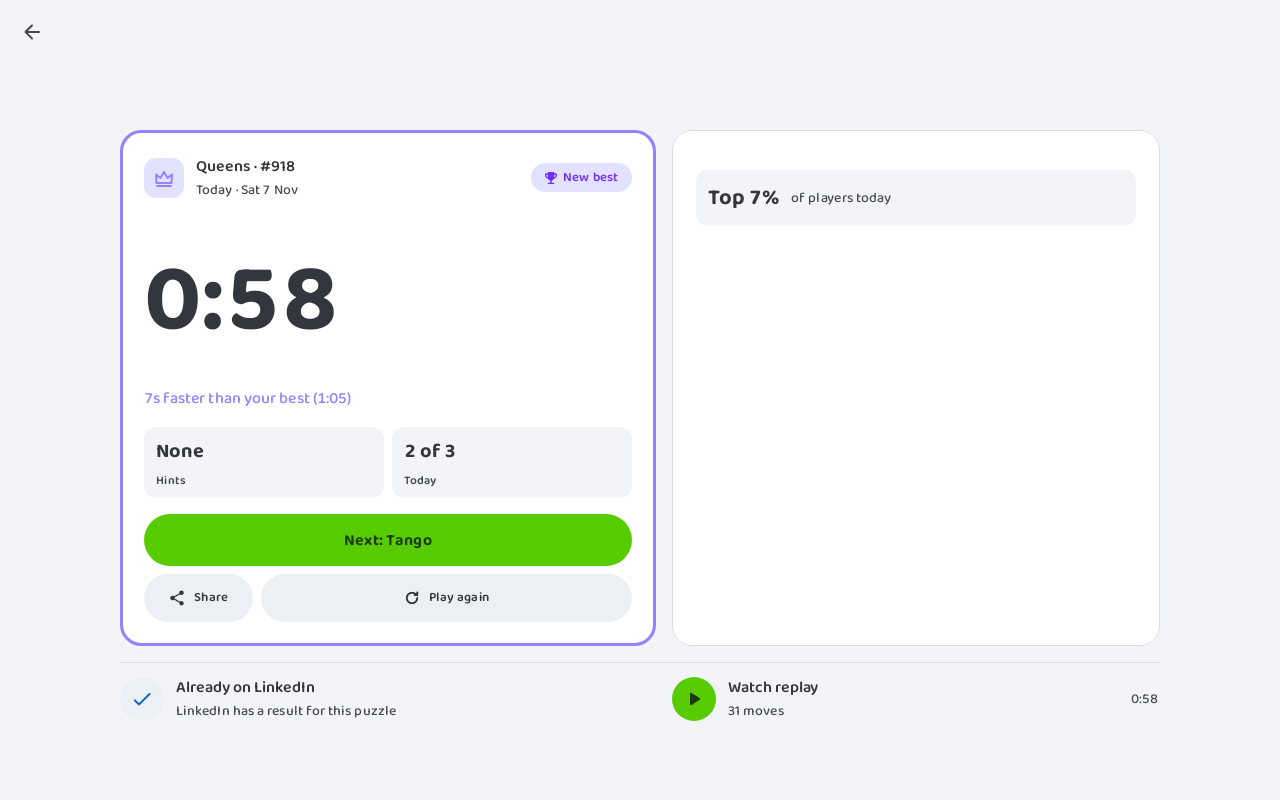 Queens · #918
Today · Sat 7 Nov
New best
0:58
7s faster than your best (1:05)
None
Hints
2 of 3
Today
Next: Tango
Share
Play again
Top 7% of players today
Already on LinkedIn
LinkedIn has a result for this puzzle
Watch replay
31 moves
0:58